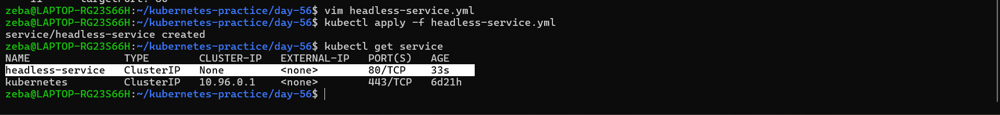 zeba@LAPTOP-RG23S66H:~/kubernetes-practice/day-56$ vim headless-service.yml
zeba@LAPTOP-RG23S66H:~/kubernetes-practice/day-56$ kubectl apply -f headless-service.yml
service/headless-service created
zeba@LAPTOP-RG23S66H:~/kubernetes-practice/day-56$ kubectl get service
NAME               TYPE        CLUSTER-IP   EXTERNAL-IP   PORT(S)   AGE
headless-service   ClusterIP   None         <none>        80/TCP    33s
kubernetes         ClusterIP   10.96.0.1    <none>        443/TCP   6d21h
zeba@LAPTOP-RG23S66H:~/kubernetes-practice/day-56$